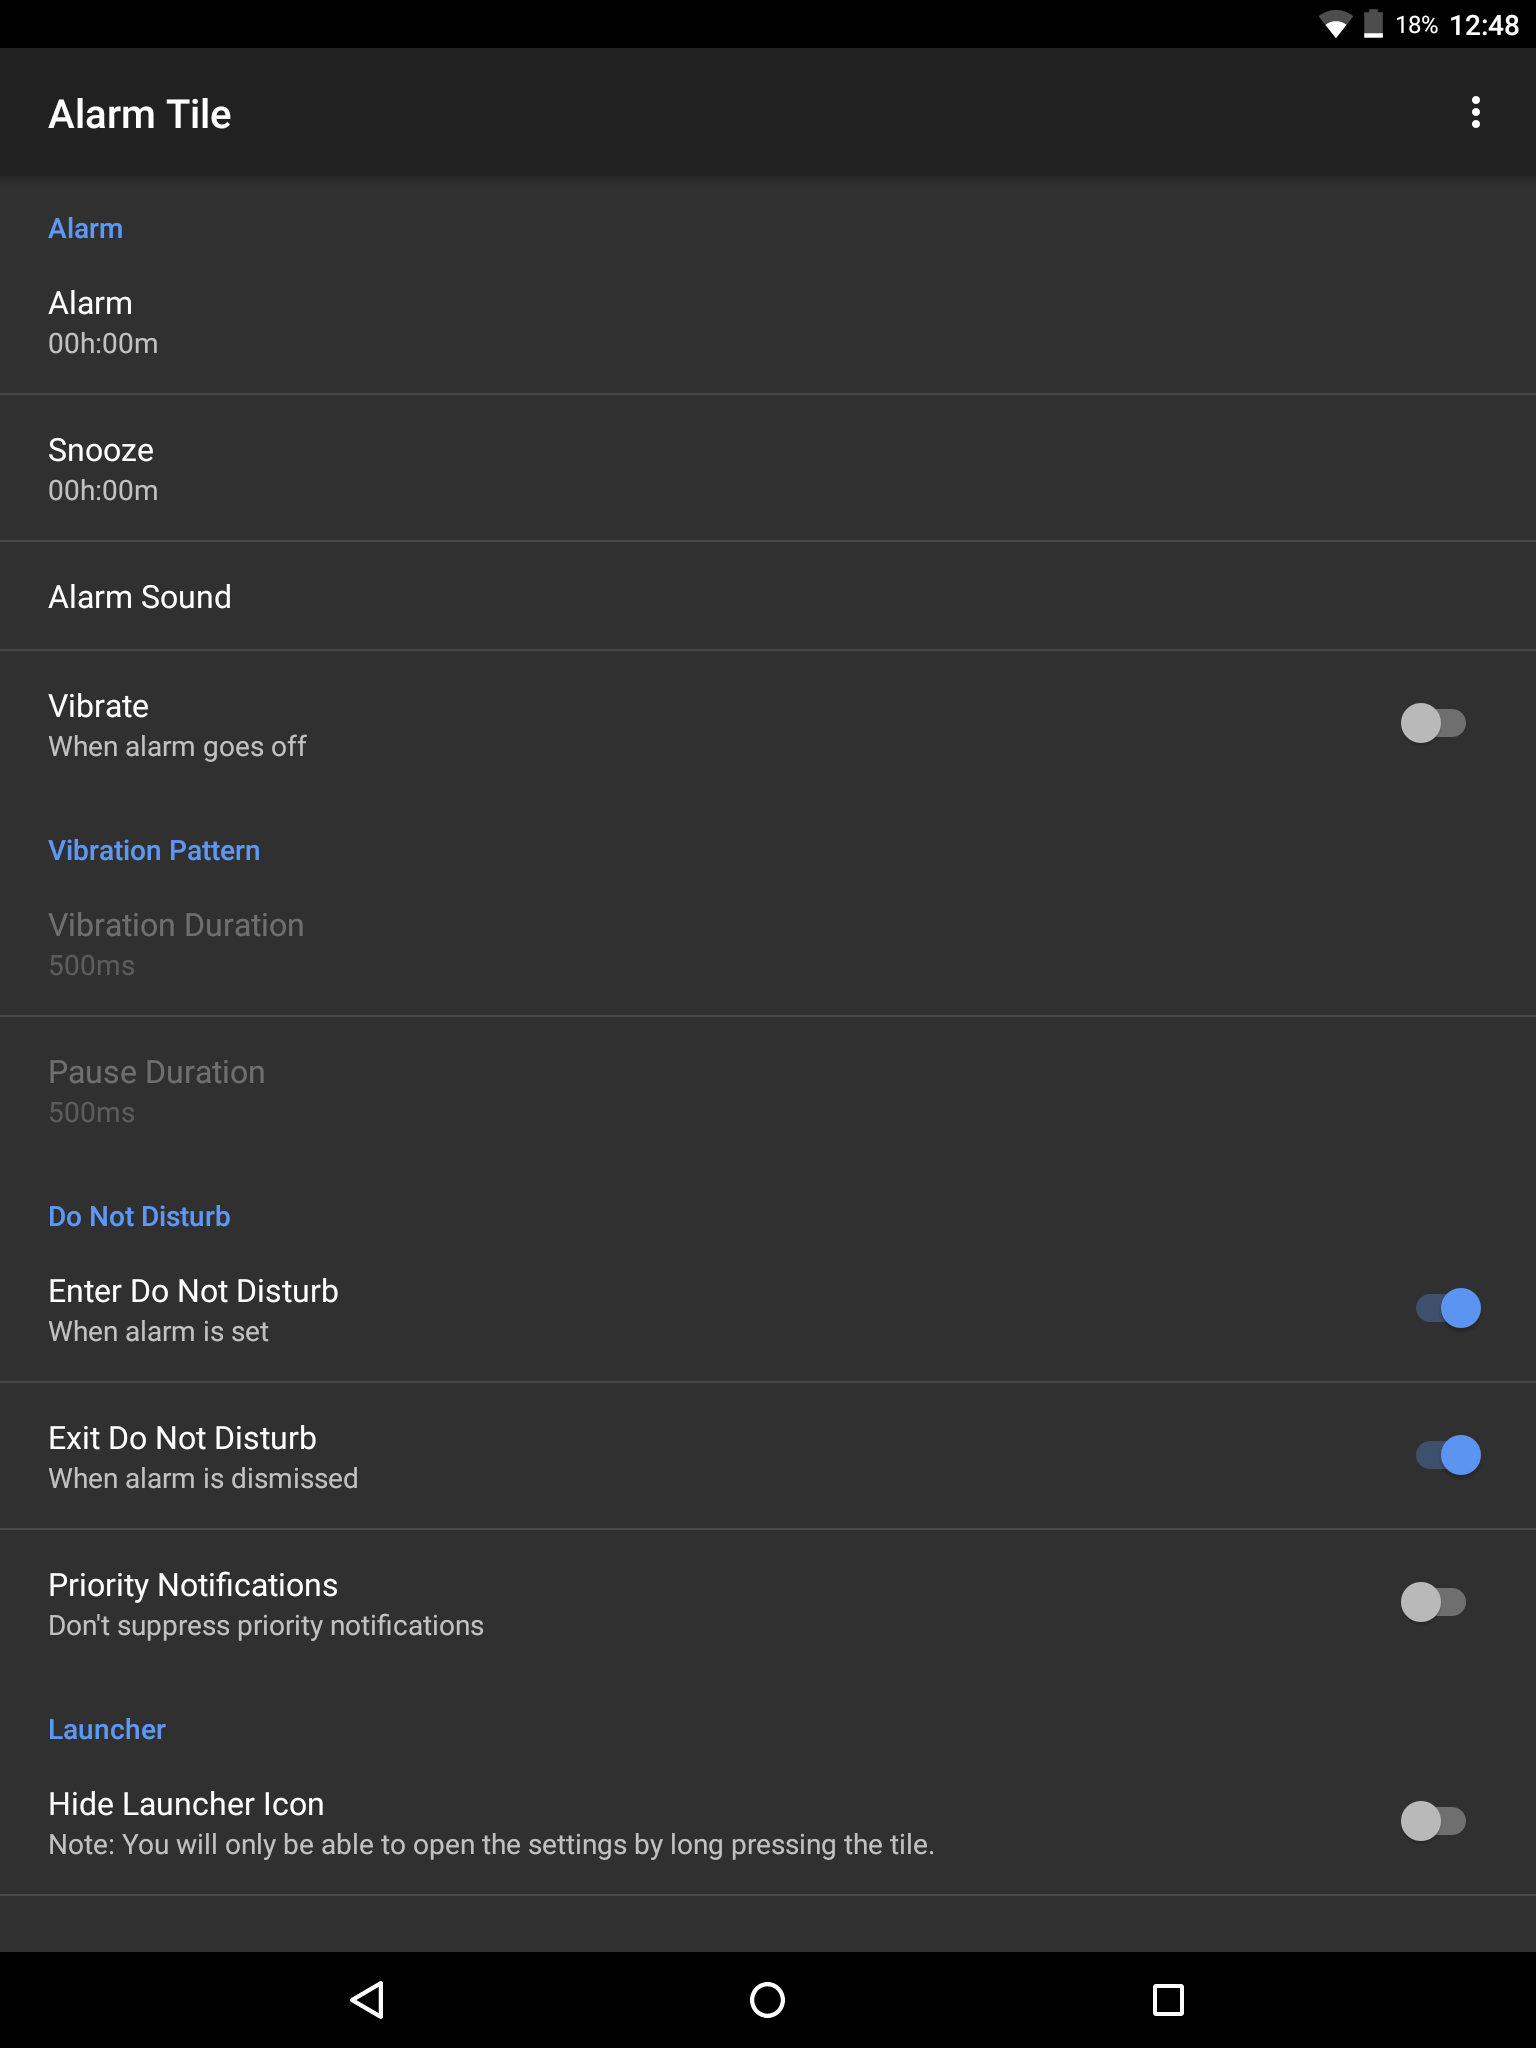 18% 12:48
Alarm Tile
Alarm
Alarm
00h:00m
Snooze
00h:00m
Alarm Sound
Vibrate
When alarm goes off
Vibration Pattern
Vibration Duration
500ms
Pause Duration
500ms
Do Not Disturb
Enter Do Not Disturb
When alarm is set
Exit Do Not Disturb
When alarm is dismissed
Priority Notifications
Don't suppress priority notifications
Launcher
Hide Launcher Icon
Note: You will only be able to open the settings by long pressing the tile.